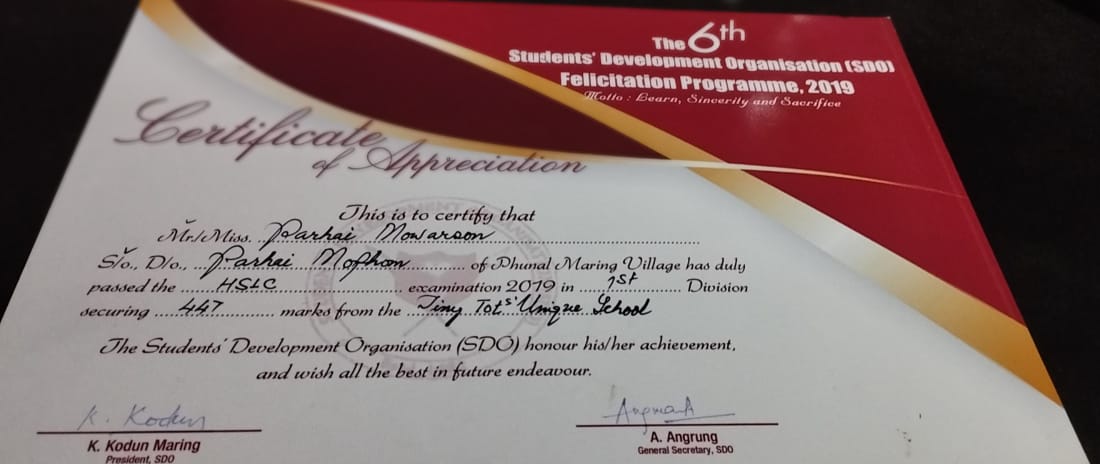 The 6th
Students' Development Organisation (SDO)
Felicitation Programme, 2019
Motto : Learn, Sincerity and Sacrifice
Certificate
of Appreciation
This is to certify that
Mr./Miss. Parhai Mowarson
S/o., D/o., Parhai Mophon of Phunal Maring Village has duly
passed the HSLC examination 2019 in 1st Division
securing 447 marks from the Tiny Tots' Unique School
The Students' Development Organisation (SDO) honour his/her achievement,
and wish all the best in future endeavour.
K. Kodun
K. Kodun Maring
President, SDO
A. Angrung
General Secretary, SDO